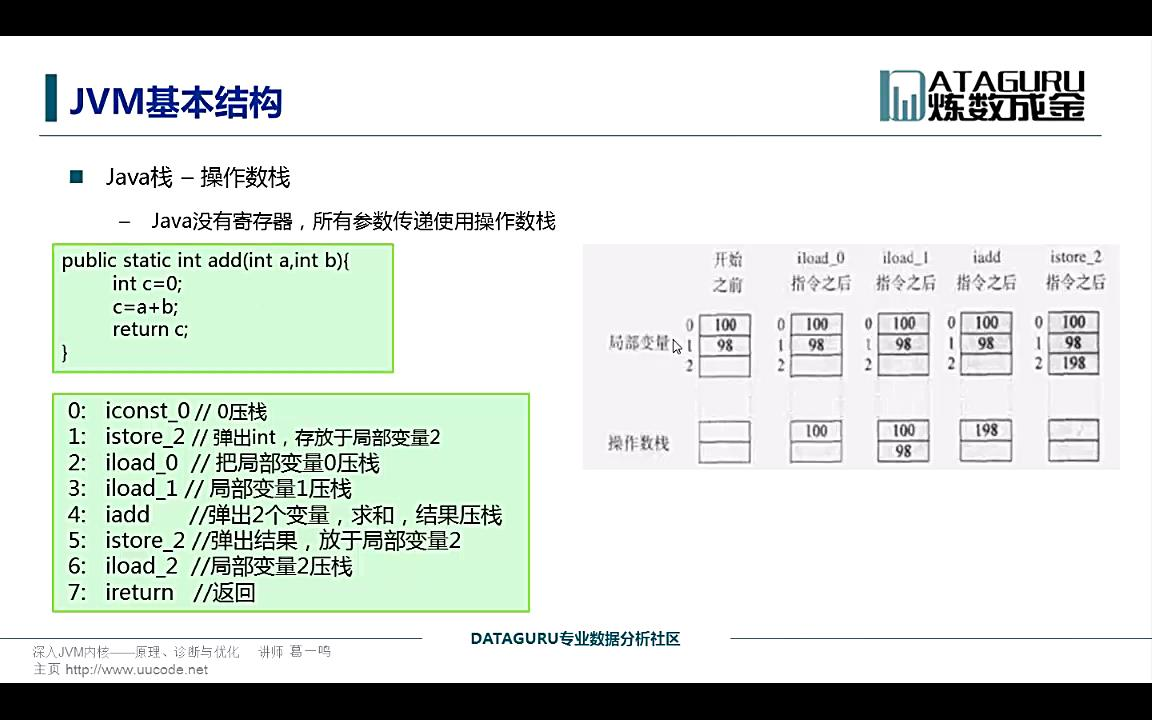 JVM基本结构
DATAGURU
炼数成金
Java栈 – 操作数栈
– Java没有寄存器，所有参数传递使用操作数栈
public static int add(int a,int b){
int c=0;
c=a+b;
return c;
}
0: iconst_0 // 0压栈
1: istore_2 // 弹出int，存放于局部变量2
2: iload_0 // 把局部变量0压栈
3: iload_1 // 局部变量1压栈
4: iadd //弹出2个变量，求和，结果压栈
5: istore_2 //弹出结果，放于局部变量2
6: iload_2 //局部变量2压栈
7: ireturn //返回
开始 iload_0 iload_1 iadd istore_2
之前 指令之后 指令之后 指令之后 指令之后
0 100 0 100 0 100 0 100 0 100
局部变量 1 98 1 98 1 98 1 98 1 98
2 2 2 2 2 198
操作数栈 100 100 198
98
DATAGURU专业数据分析社区
深入JVM内核——原理、诊断与优化 讲师 葛一鸣
主页 http://www.uucode.net